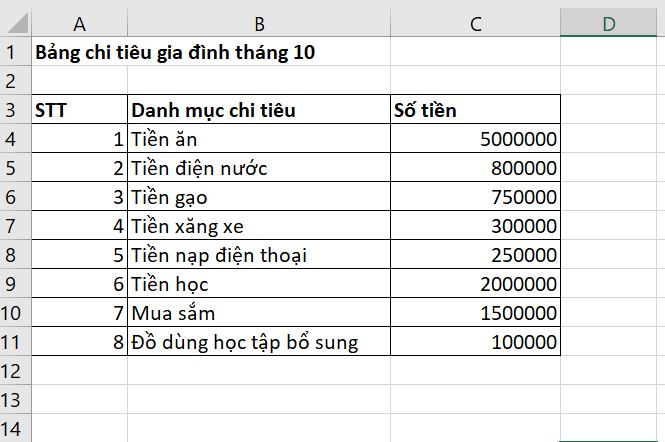 A B C D
1 Bảng chi tiêu gia đình tháng 10
2
3 STT Danh mục chi tiêu Số tiền
4 1 Tiền ăn 5000000
5 2 Tiền điện nước 800000
6 3 Tiền gạo 750000
7 4 Tiền xăng xe 300000
8 5 Tiền nạp điện thoại 250000
9 6 Tiền học 2000000
10 7 Mua sắm 1500000
11 8 Đồ dùng học tập bổ sung 100000
12
13
14